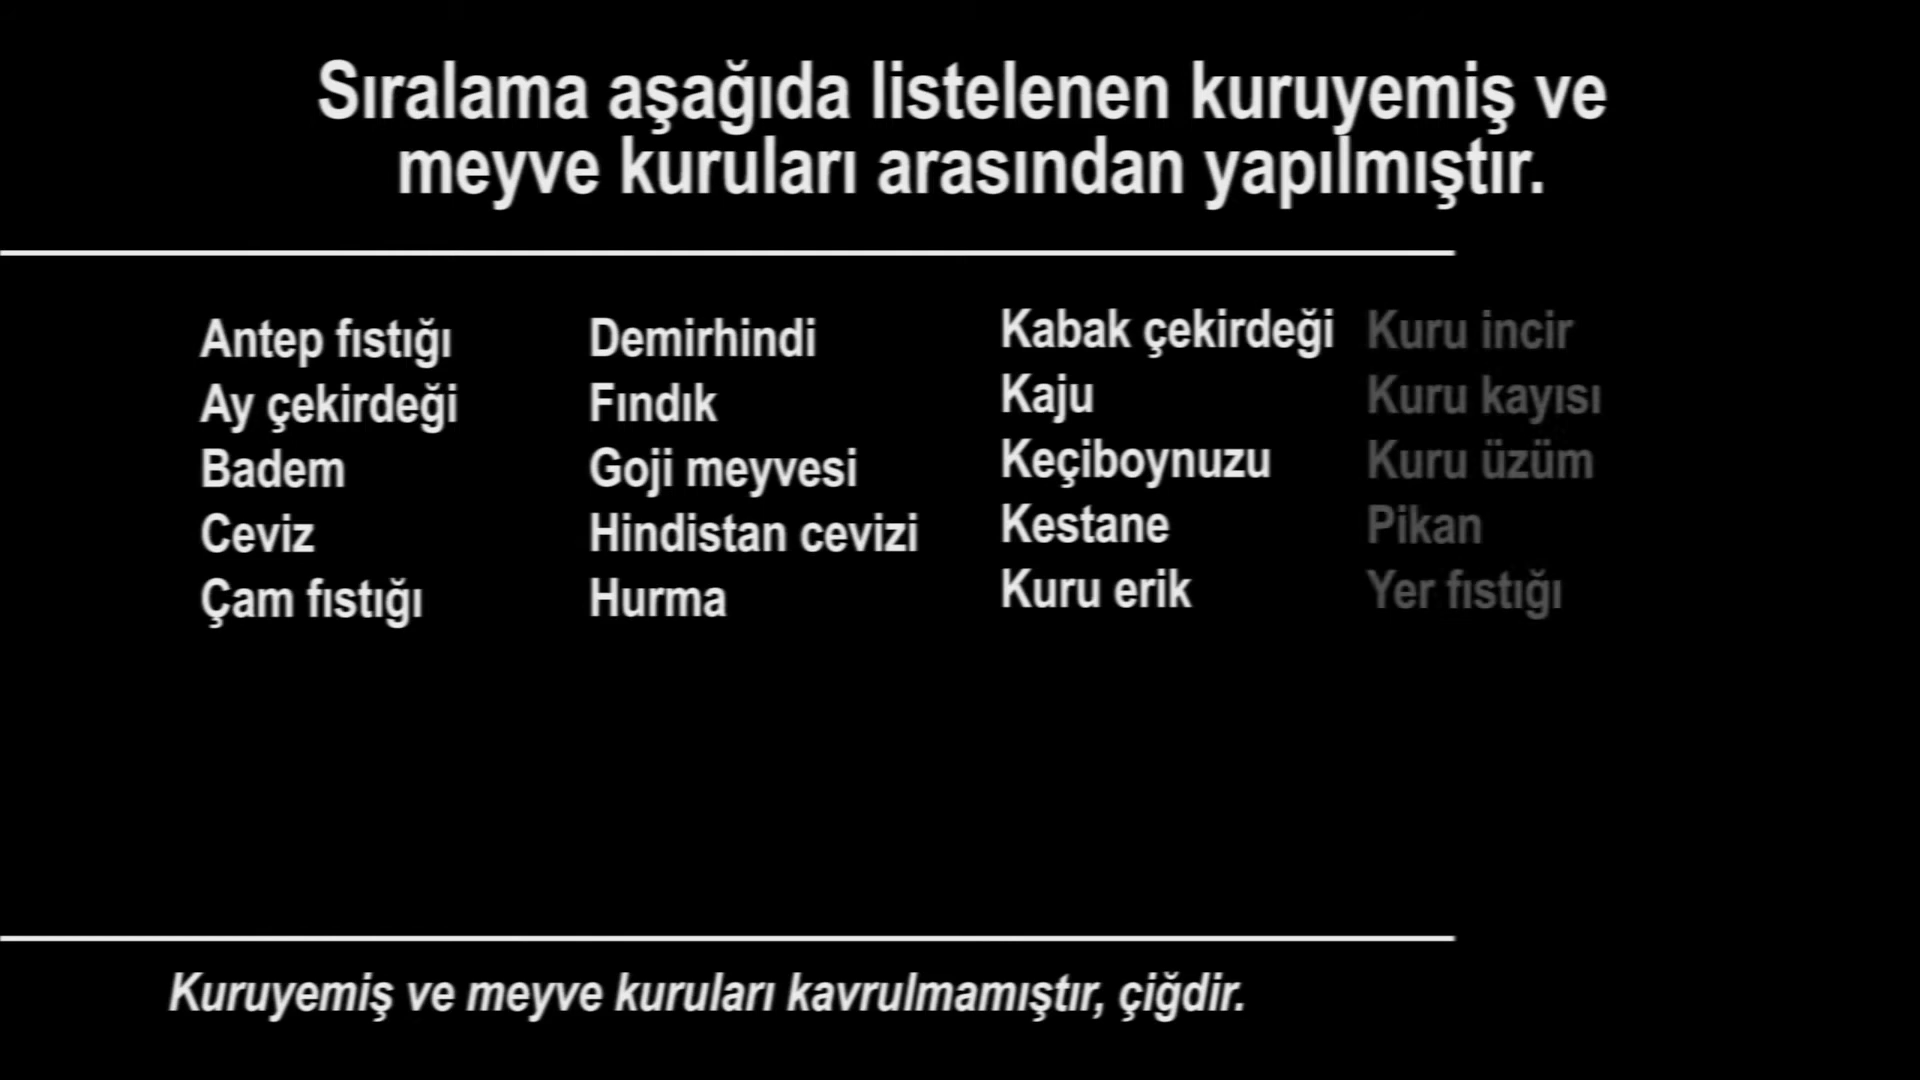 Sıralama aşağıda listelenen kuruyemiş ve
meyve kuruları arasından yapılmıştır.
Antep fıstığı
Ay çekirdeği
Badem
Ceviz
Çam fıstığı
Demirhindi
Fındık
Goji meyvesi
Hindistan cevizi
Hurma
Kabak çekirdeği
Kaju
Keçiboynuzu
Kestane
Kuru erik
Kuru incir
Kuru kayısı
Kuru üzüm
Pikan
Yer fıstığı
Kuruyemiş ve meyve kuruları kavrulmamıştır, çiğdir.